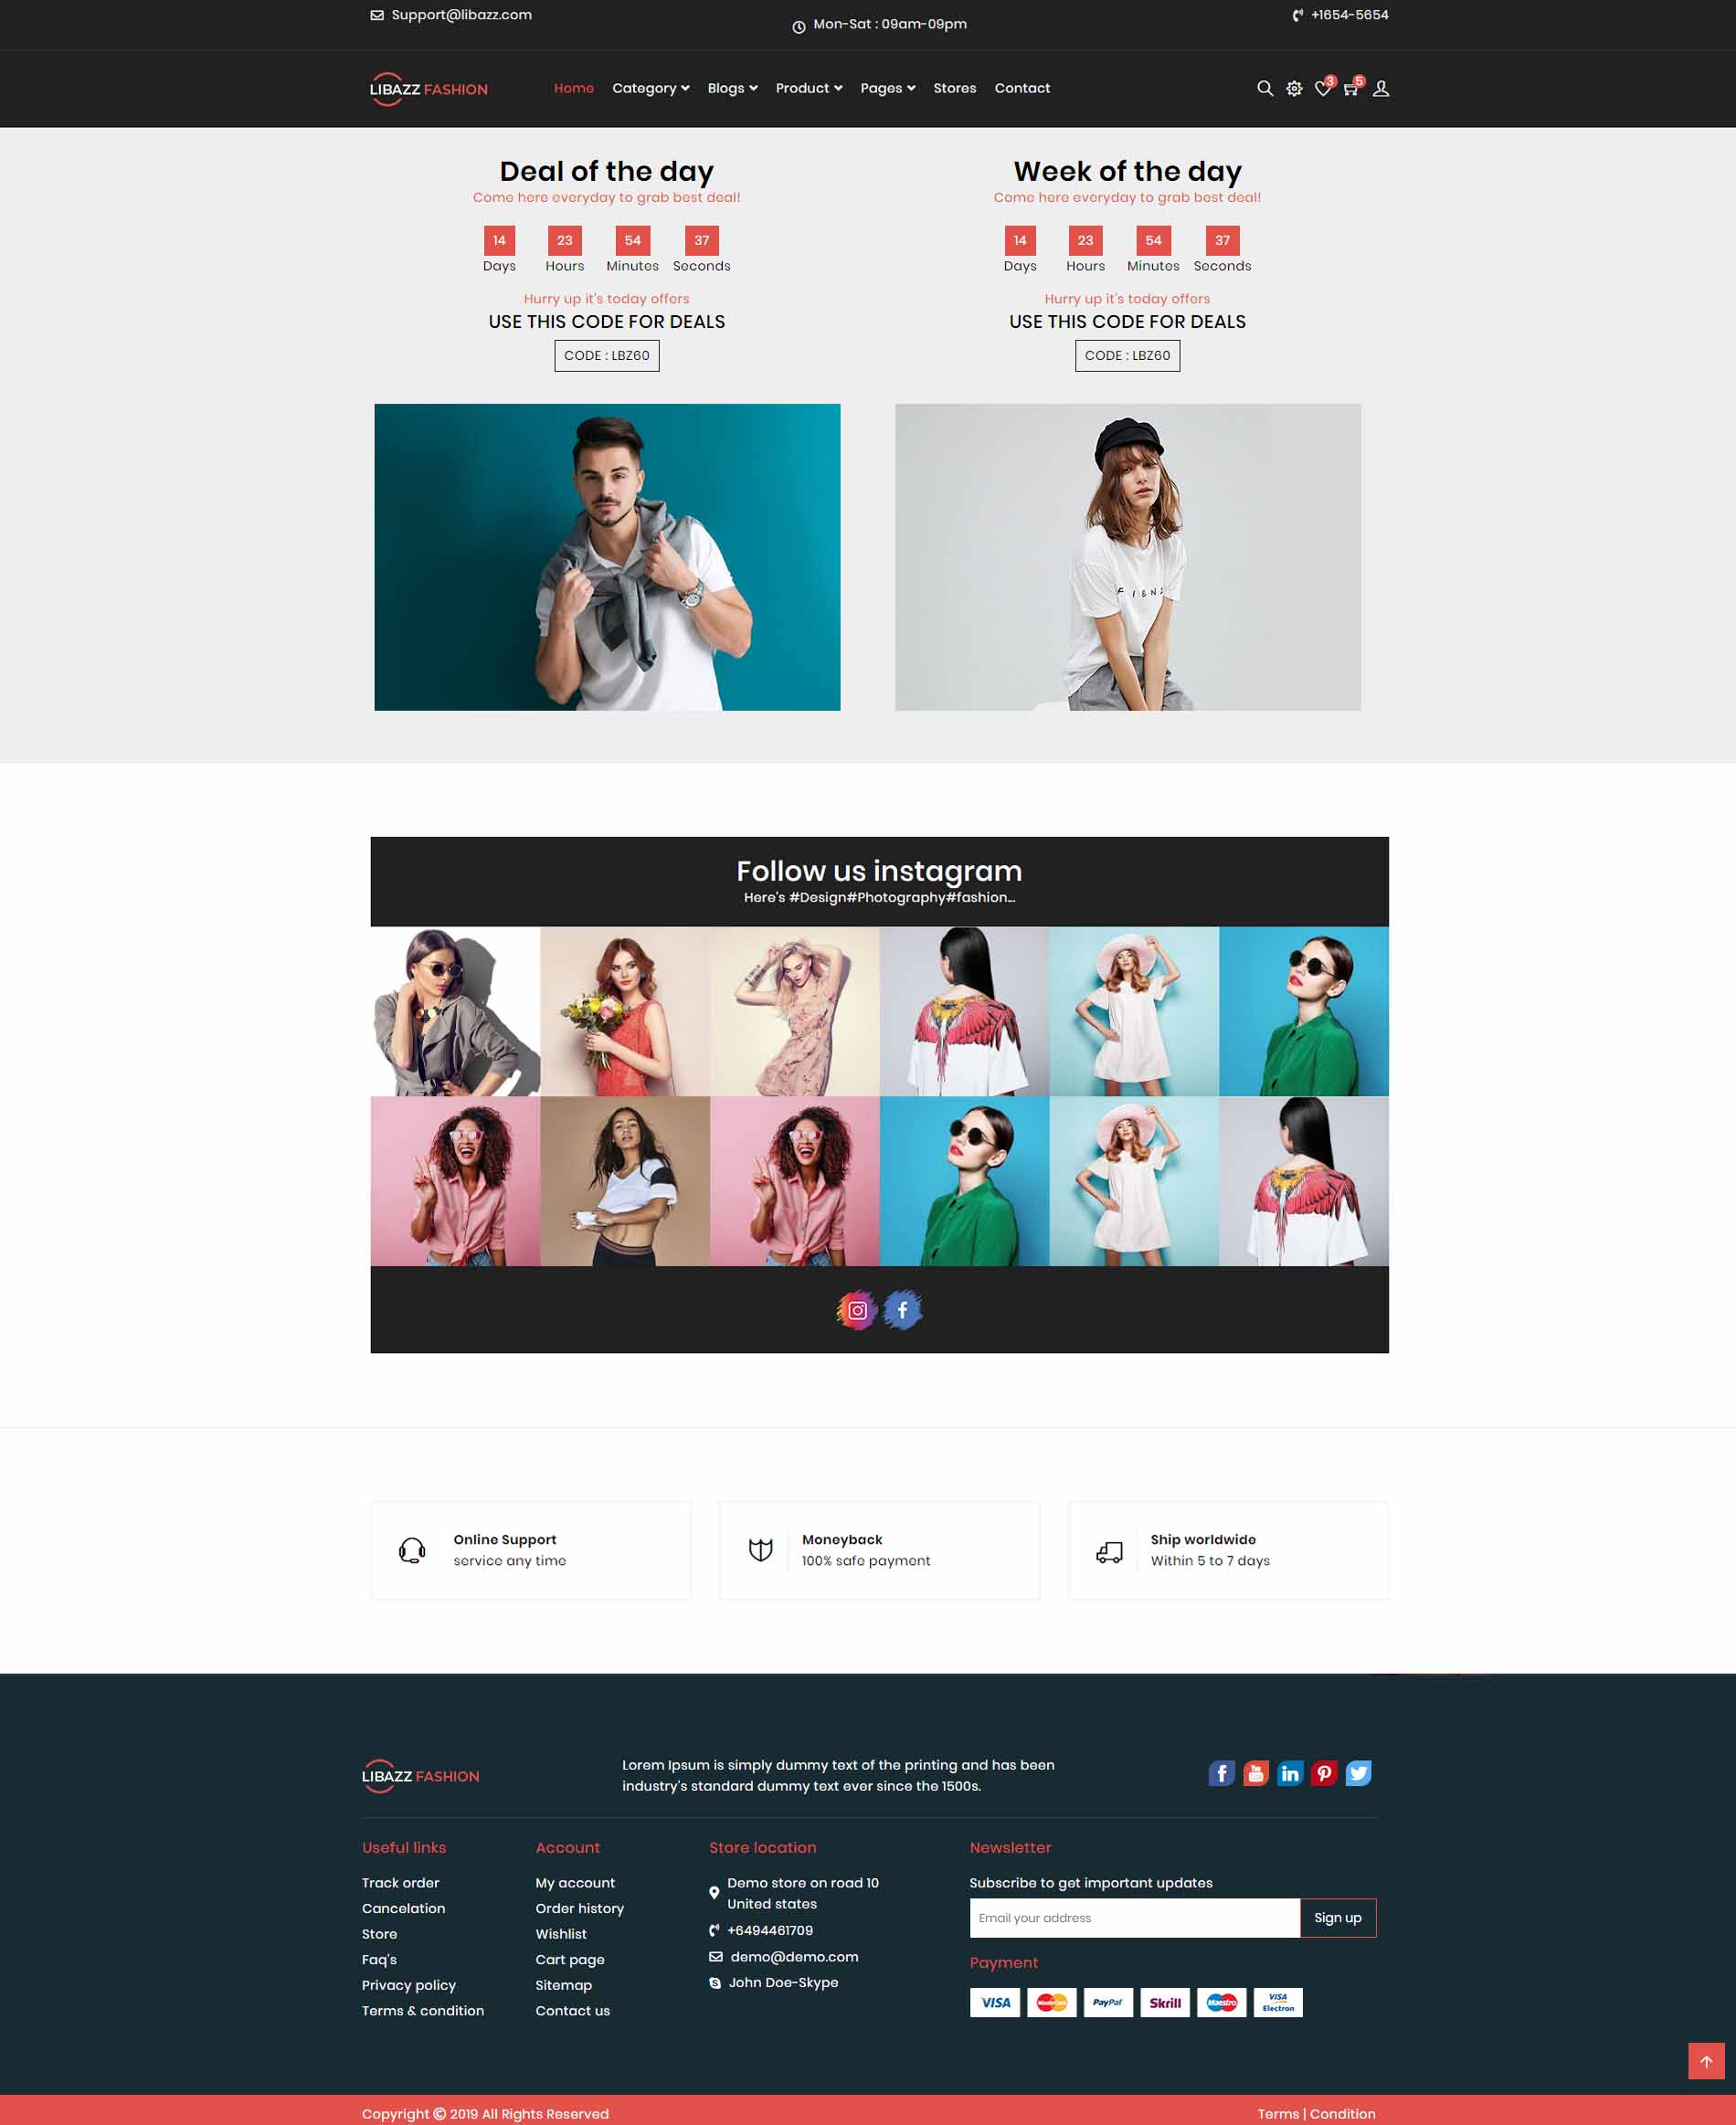 Support@libazz.com
Mon-Sat : 09am-09pm
+1654-5654
LIBAZZ FASHION
Home Category Blogs Product Pages Stores Contact
3 5
Deal of the day
Come here everyday to grab best deal!
14 23 54 37
Days Hours Minutes Seconds
Hurry up it's today offers
USE THIS CODE FOR DEALS
CODE : LBZ60
Week of the day
Come here everyday to grab best deal!
14 23 54 37
Days Hours Minutes Seconds
Hurry up it's today offers
USE THIS CODE FOR DEALS
CODE : LBZ60
Follow us instagram
Here's #Design#Photography#fashion...
Online Support
service any time
Moneyback
100% safe payment
Ship worldwide
Within 5 to 7 days
LIBAZZ FASHION
Lorem Ipsum is simply dummy text of the printing and has been
industry's standard dummy text ever since the 1500s.
Useful links
Track order
Cancelation
Store
Faq's
Privacy policy
Terms & condition
Account
My account
Order history
Wishlist
Cart page
Sitemap
Contact us
Store location
Demo store on road 10
United states
+6494461709
demo@demo.com
John Doe-Skype
Newsletter
Subscribe to get important updates
Email your address
Sign up
Payment
VISA MasterCard PayPal Skrill Maestro VISA Electron
Copyright © 2019 All Rights Reserved
Terms | Condition